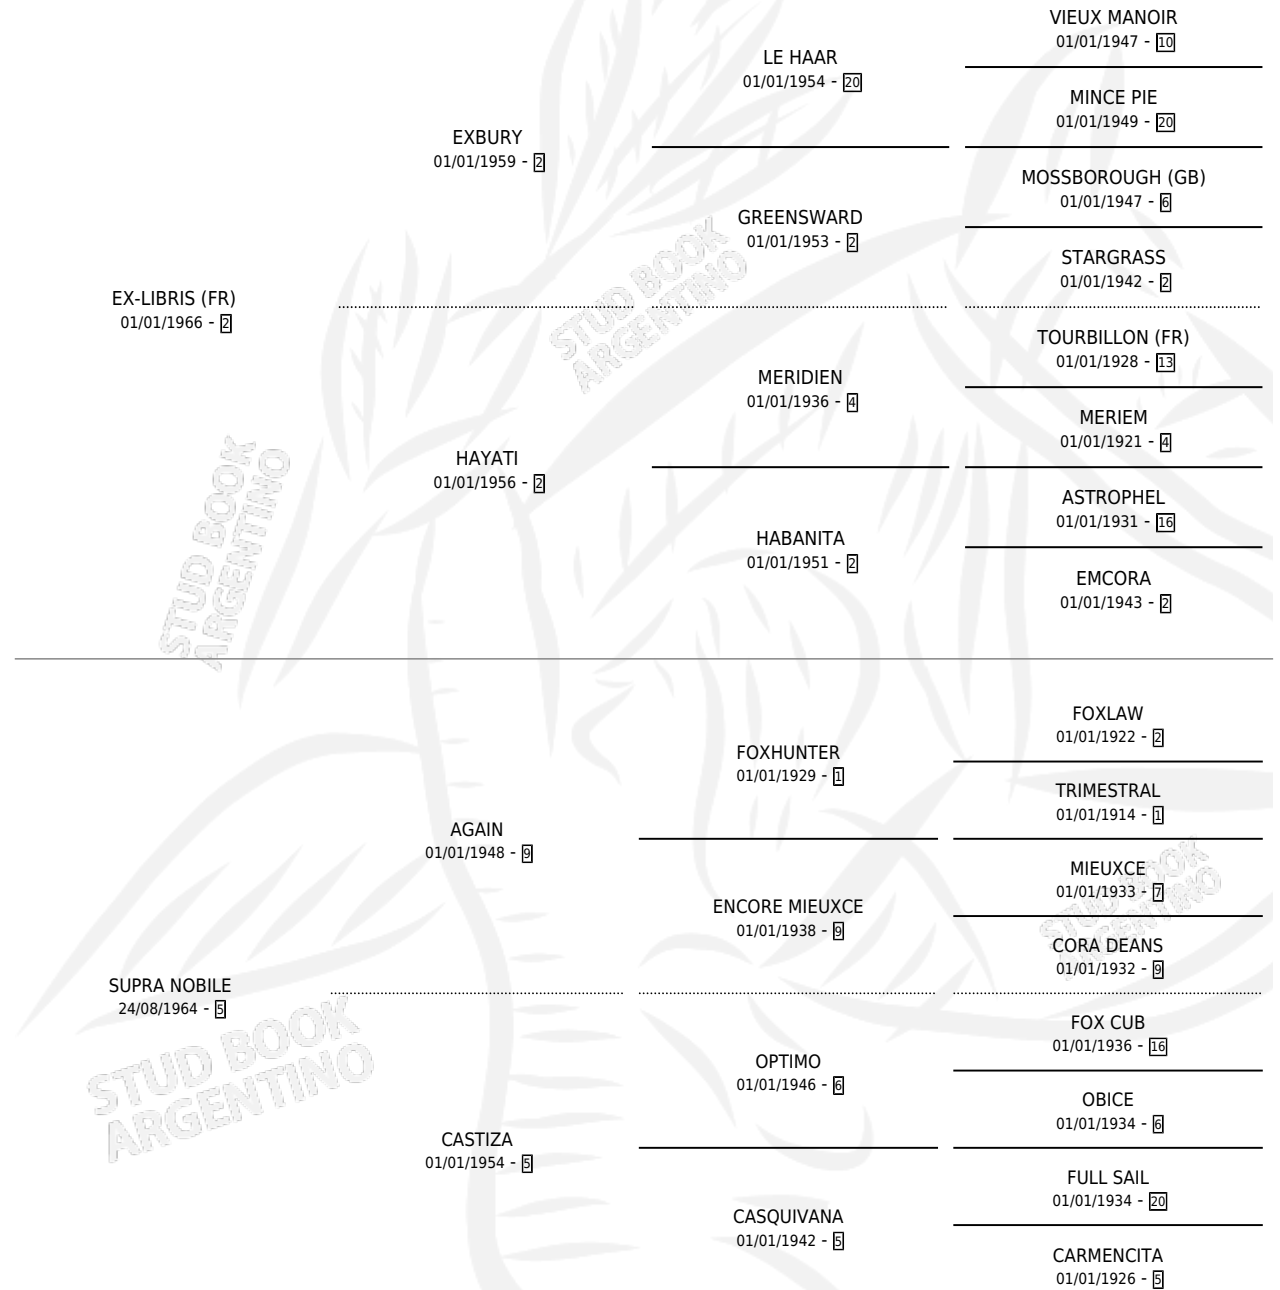 VIEUX MANOIR
01/01/1947 - 10
LE HAAR
01/01/1954 - 20
MINCE PIE
01/01/1949 - 20
EXBURY
01/01/1959 - 2
MOSSBOROUGH (GB)
01/01/1947 - 6
GREENSWARD
01/01/1953 - 2
STARGRASS
01/01/1942 - 2
EX-LIBRIS (FR)
01/01/1966 - 2
TOURBILLON (FR)
01/01/1928 - 13
MERIDIEN
01/01/1936 - 4
MERIEM
01/01/1921 - 4
HAYATI
01/01/1956 - 2
ASTROPHEL
01/01/1931 - 16
HABANITA
01/01/1951 - 2
EMCORA
01/01/1943 - 2
FOXLAW
01/01/1922 - 2
FOXHUNTER
01/01/1929 - 1
TRIMESTRAL
01/01/1914 - 1
AGAIN
01/01/1948 - 9
MIEUXCE
01/01/1933 - 7
ENCORE MIEUXCE
01/01/1938 - 9
CORA DEANS
01/01/1932 - 9
SUPRA NOBILE
24/08/1964 - 5
FOX CUB
01/01/1936 - 16
OPTIMO
01/01/1946 - 6
OBICE
01/01/1934 - 6
CASTIZA
01/01/1954 - 5
FULL SAIL
01/01/1934 - 20
CASQUIVANA
01/01/1942 - 5
CARMENCITA
01/01/1926 - 5
STUD BOOK
ARGENTINO
STUD BOOK
ARGENTINO
STUD BOOK
ARGENTINO
STUD BOOK
ARGENTINO